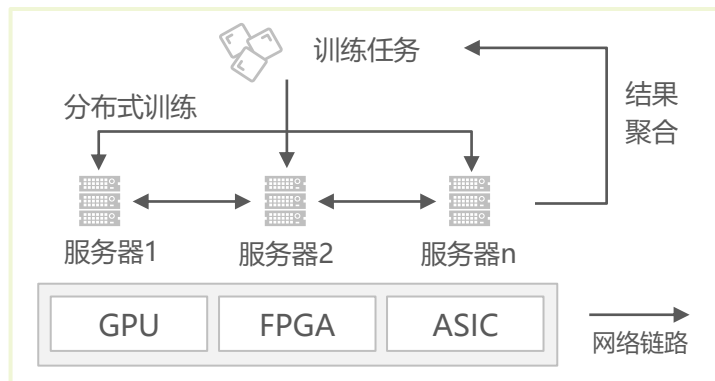 训练任务
分布式训练
结果
聚合
服务器1
服务器2
服务器n
GPU
FPGA
ASIC
网络链路